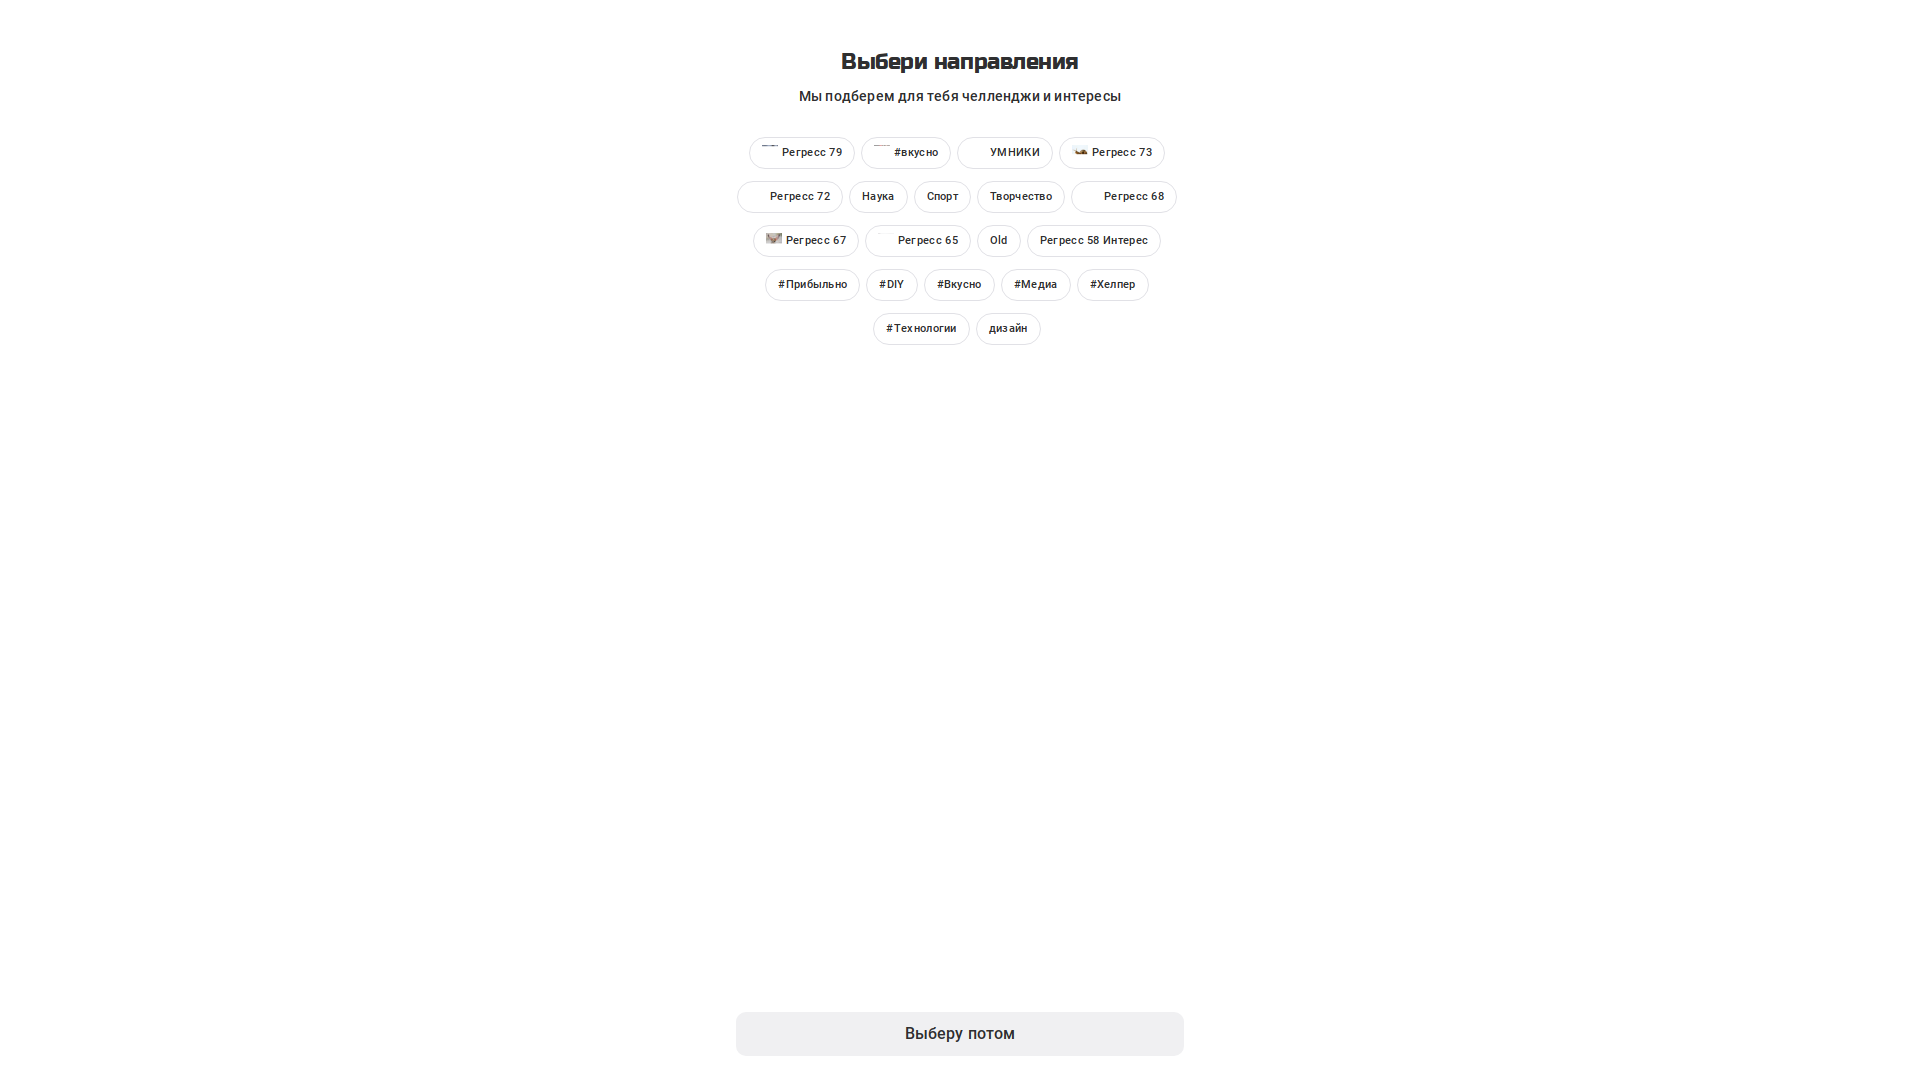 Выбери направления
Мы подберем для тебя челленджи и интересы
Регресс 79 #вкусно УМНИКИ Регресс 73
Регресс 72 Наука Спорт Творчество Регресс 68
Регресс 67 Регресс 65 Old Регресс 58 Интерес
#Прибыльно #DIY #Вкусно #Медиа #Хелпер
#Технологии дизайн
Выберу потом